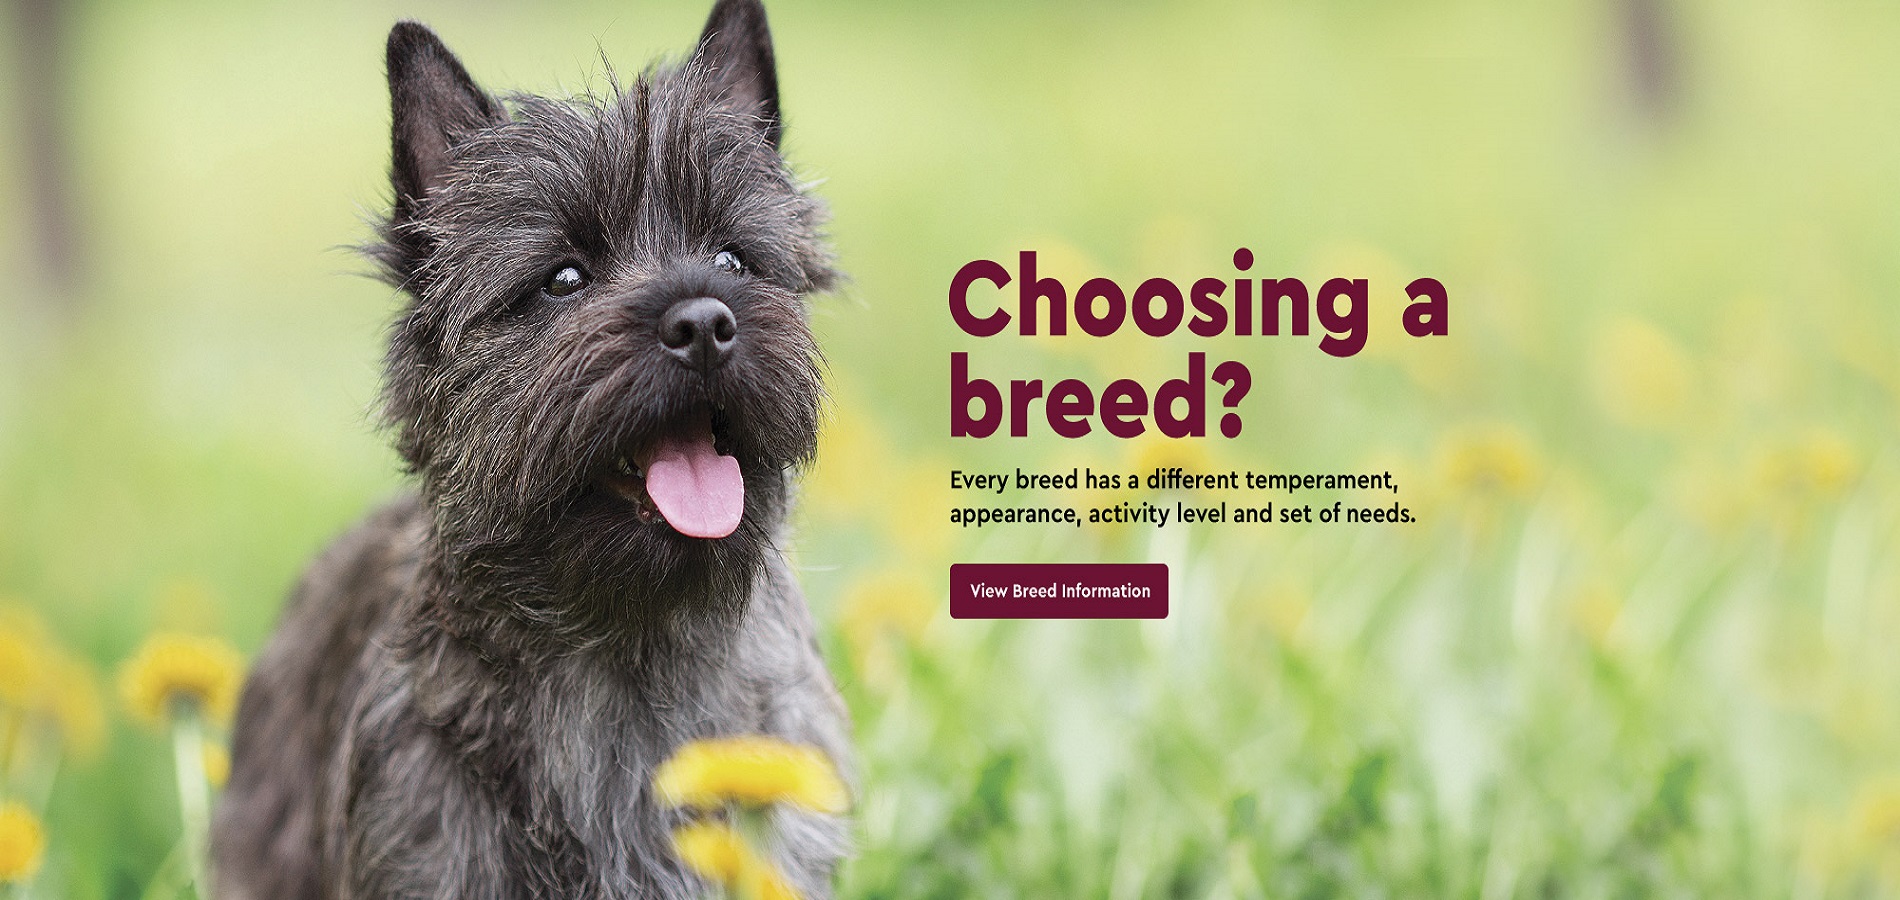 Choosing a
breed?
Every breed has a different temperament,
appearance, activity level and set of needs.
View Breed Information